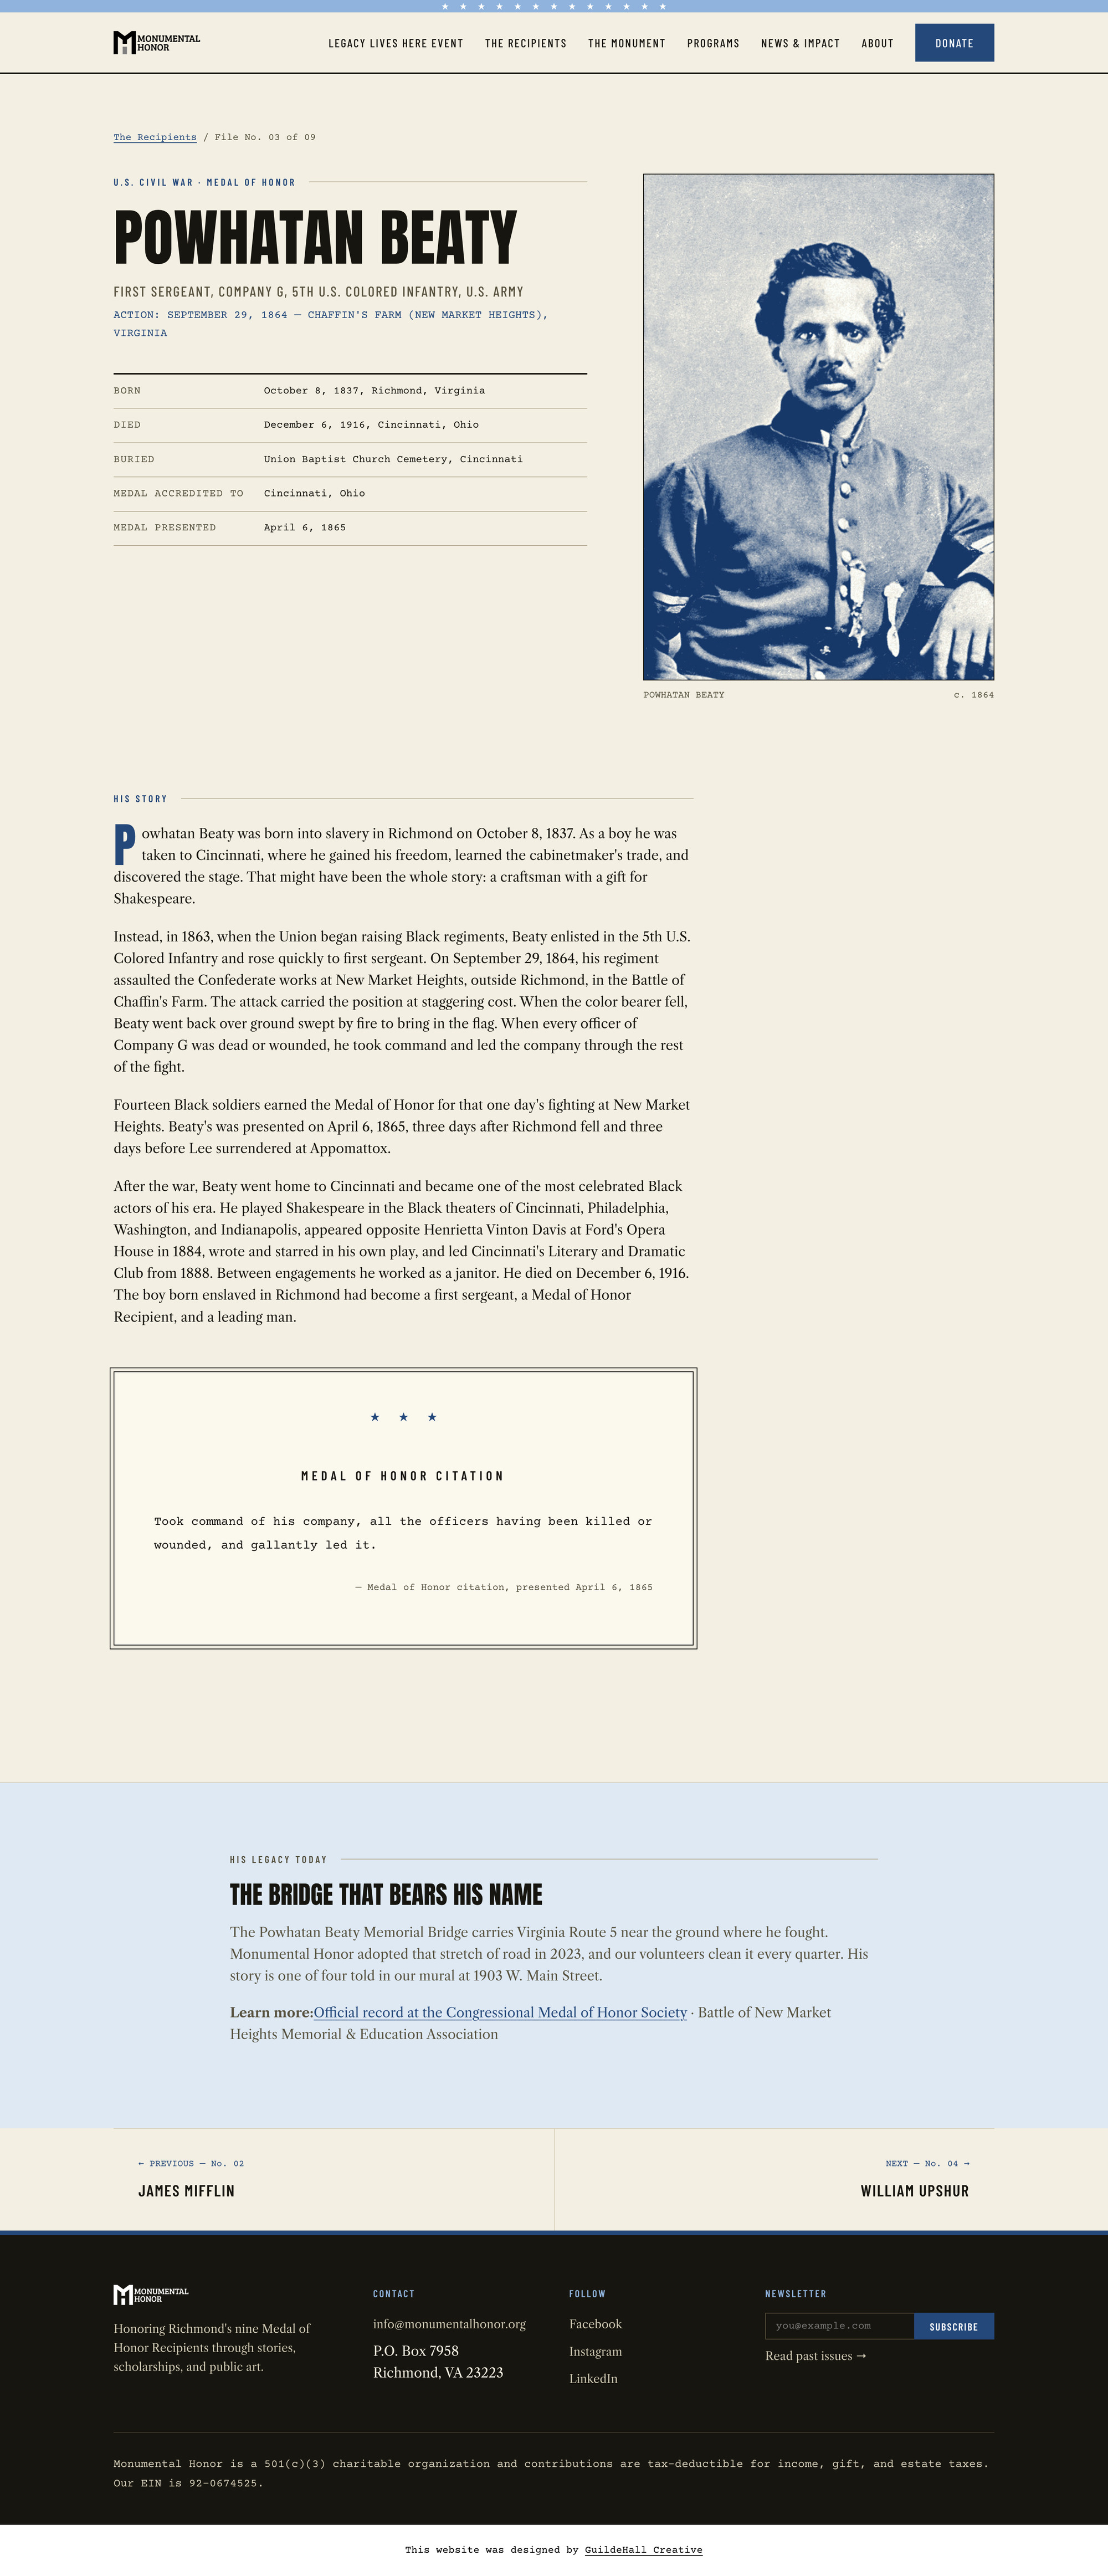 ★ ★ ★ ★ ★ ★ ★ ★ ★ ★ ★ ★ ★
MONUMENTAL
HONOR
LEGACY LIVES HERE EVENT THE RECIPIENTS THE MONUMENT PROGRAMS NEWS & IMPACT ABOUT DONATE
The Recipients / File No. 03 of 09
U.S. CIVIL WAR · MEDAL OF HONOR
POWHATAN BEATY
FIRST SERGEANT, COMPANY G, 5TH U.S. COLORED INFANTRY, U.S. ARMY
ACTION: SEPTEMBER 29, 1864 — CHAFFIN'S FARM (NEW MARKET HEIGHTS),
VIRGINIA
BORN October 8, 1837, Richmond, Virginia
DIED December 6, 1916, Cincinnati, Ohio
BURIED Union Baptist Church Cemetery, Cincinnati
MEDAL ACCREDITED TO Cincinnati, Ohio
MEDAL PRESENTED April 6, 1865
POWHATAN BEATY c. 1864
HIS STORY
Powhatan Beaty was born into slavery in Richmond on October 8, 1837. As a boy he was
taken to Cincinnati, where he gained his freedom, learned the cabinetmaker's trade, and
discovered the stage. That might have been the whole story: a craftsman with a gift for
Shakespeare.
Instead, in 1863, when the Union began raising Black regiments, Beaty enlisted in the 5th U.S.
Colored Infantry and rose quickly to first sergeant. On September 29, 1864, his regiment
assaulted the Confederate works at New Market Heights, outside Richmond, in the Battle of
Chaffin's Farm. The attack carried the position at staggering cost. When the color bearer fell,
Beaty went back over ground swept by fire to bring in the flag. When every officer of
Company G was dead or wounded, he took command and led the company through the rest
of the fight.
Fourteen Black soldiers earned the Medal of Honor for that one day's fighting at New Market
Heights. Beaty's was presented on April 6, 1865, three days after Richmond fell and three
days before Lee surrendered at Appomattox.
After the war, Beaty went home to Cincinnati and became one of the most celebrated Black
actors of his era. He played Shakespeare in the Black theaters of Cincinnati, Philadelphia,
Washington, and Indianapolis, appeared opposite Henrietta Vinton Davis at Ford's Opera
House in 1884, wrote and starred in his own play, and led Cincinnati's Literary and Dramatic
Club from 1888. Between engagements he worked as a janitor. He died on December 6, 1916.
The boy born enslaved in Richmond had become a first sergeant, a Medal of Honor
Recipient, and a leading man.
★ ★ ★
MEDAL OF HONOR CITATION
Took command of his company, all the officers having been killed or
wounded, and gallantly led it.
— Medal of Honor citation, presented April 6, 1865
HIS LEGACY TODAY
THE BRIDGE THAT BEARS HIS NAME
The Powhatan Beaty Memorial Bridge carries Virginia Route 5 near the ground where he fought.
Monumental Honor adopted that stretch of road in 2023, and our volunteers clean it every quarter. His
story is one of four told in our mural at 1903 W. Main Street.
Learn more:Official record at the Congressional Medal of Honor Society · Battle of New Market
Heights Memorial & Education Association
← PREVIOUS — No. 02
JAMES MIFFLIN
NEXT — No. 04 →
WILLIAM UPSHUR
MONUMENTAL
HONOR
Honoring Richmond's nine Medal of
Honor Recipients through stories,
scholarships, and public art.
CONTACT
info@monumentalhonor.org
P.O. Box 7958
Richmond, VA 23223
FOLLOW
Facebook
Instagram
LinkedIn
NEWSLETTER
you@example.com SUBSCRIBE
Read past issues →
Monumental Honor is a 501(c)(3) charitable organization and contributions are tax-deductible for income, gift, and estate taxes.
Our EIN is 92-0674525.
This website was designed by GuildeHall Creative